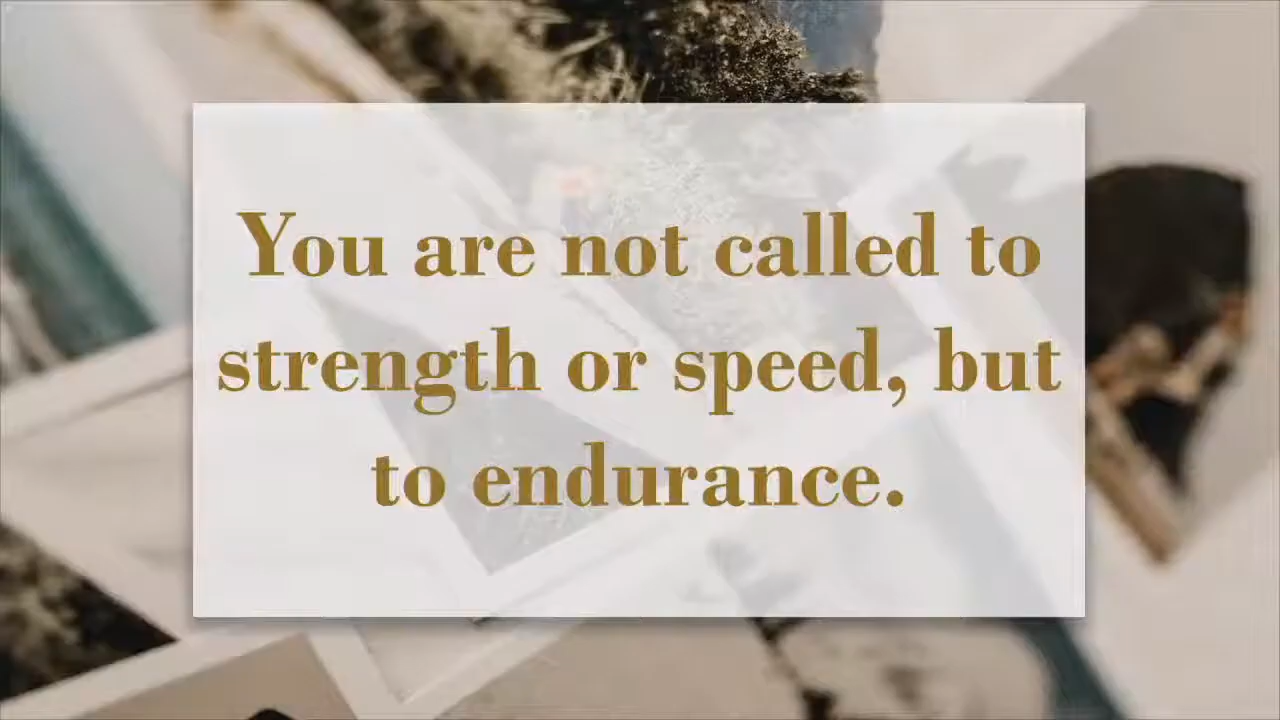 You are not called to
strength or speed, but
to endurance.